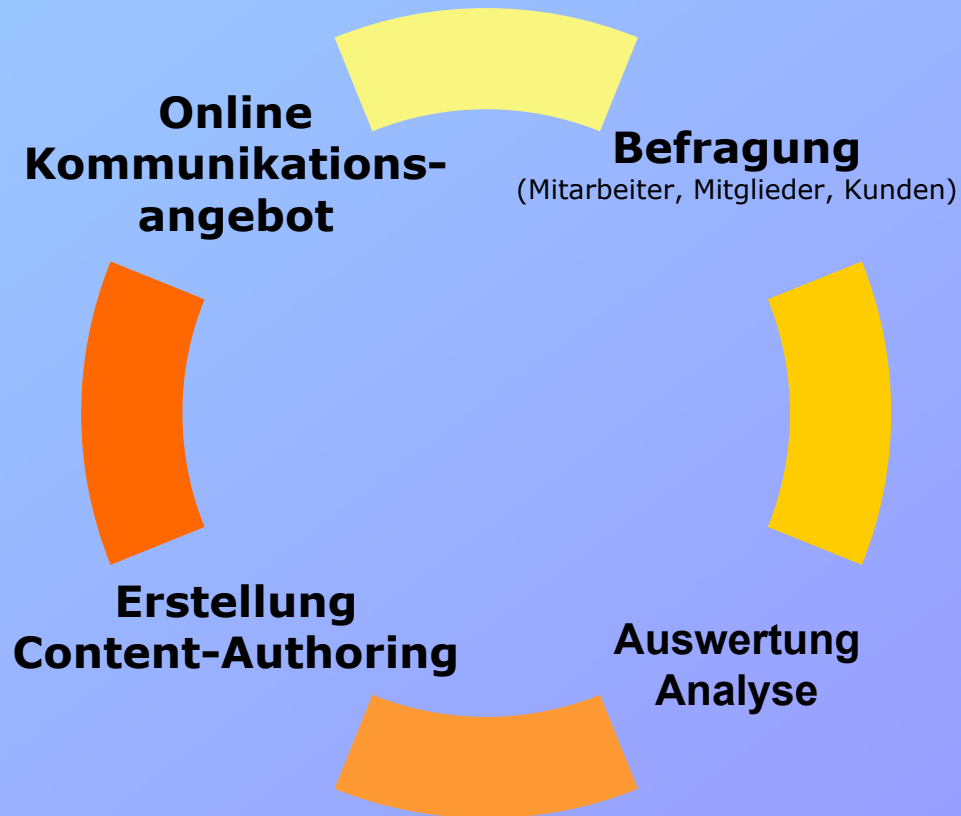 Online
Kommunikations-
angebot
Befragung
(Mitarbeiter, Mitglieder, Kunden)
Erstellung
Content-Authoring
Auswertung
Analyse